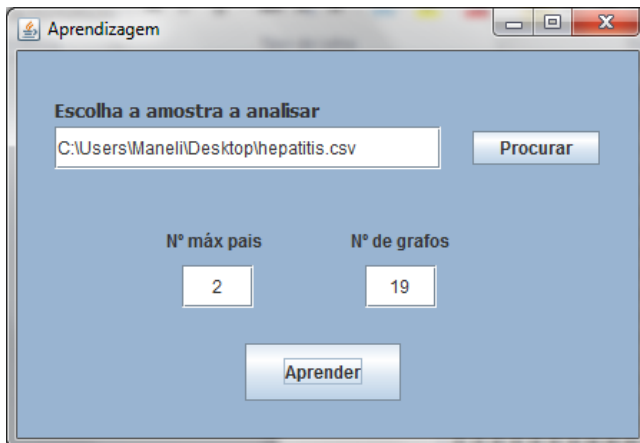 Aprendizagem
Escolha a amostra a analisar
C:\Users\Maneli\Desktop\hepatitis.csv
Procurar
Nº máx pais
Nº de grafos
2
19
Aprender